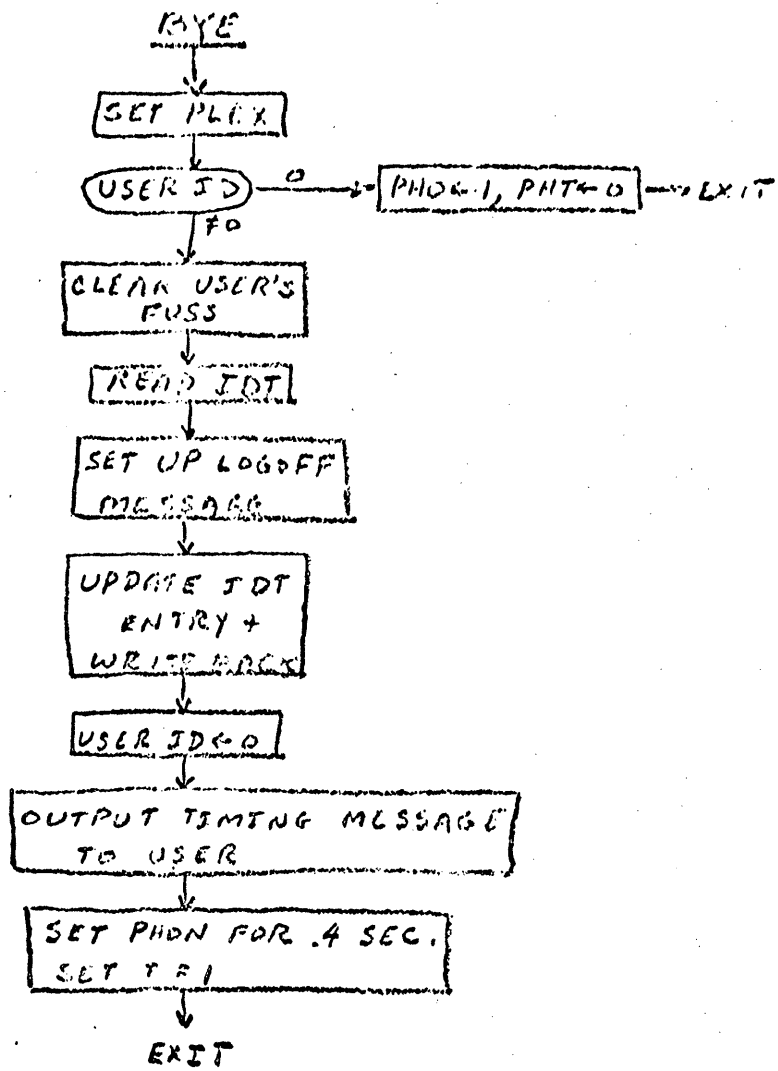 BYE
SET PLEX
USER ID
0
PHO←1, PHT←0
EXIT
≠0
CLEAR USER'S
FUSS
READ IDT
SET UP LOGOFF
MESSAGE
UPDATE IDT
ENTRY +
WRITE BACK
USER ID←0
OUTPUT TIMING MESSAGE
TO USER
SET PHON FOR .4 SEC.
SET
EXIT